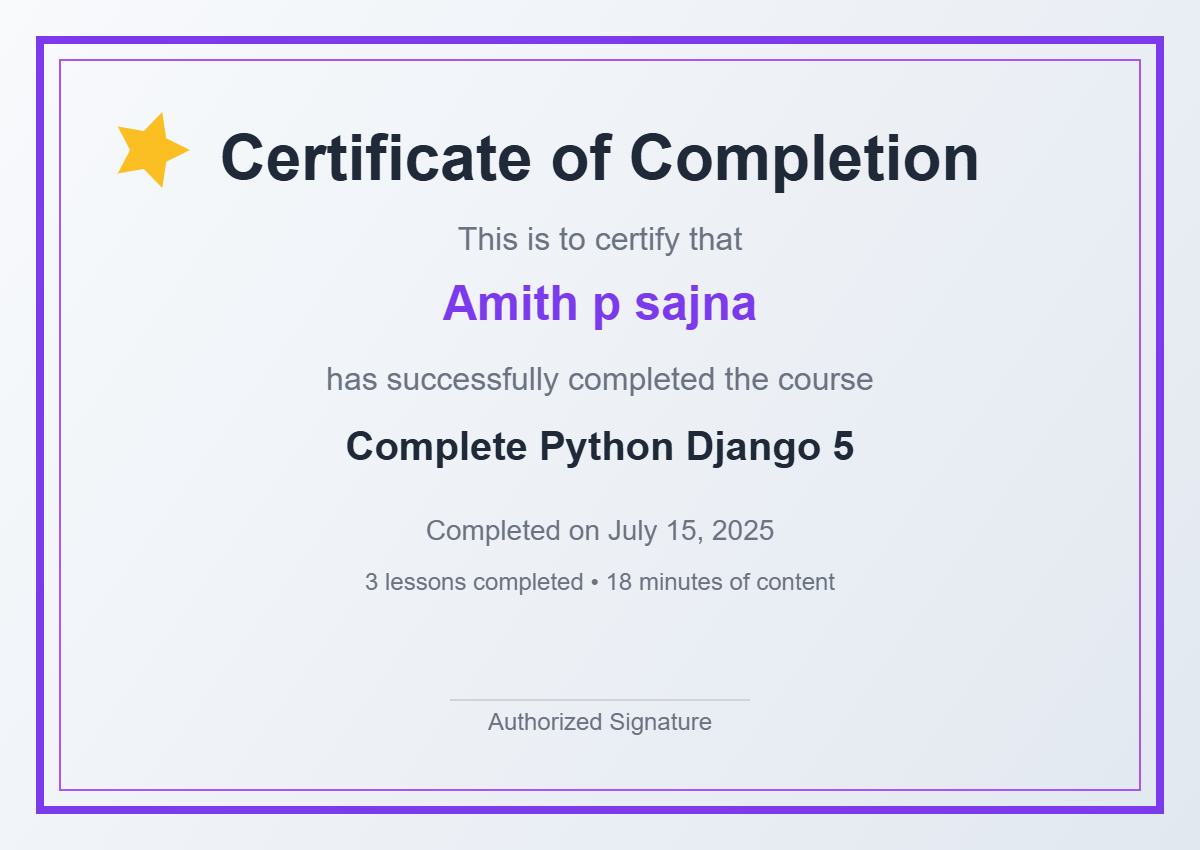 Certificate of Completion
This is to certify that
Amith p sajna
has successfully completed the course
Complete Python Django 5
Completed on July 15, 2025
3 lessons completed • 18 minutes of content
Authorized Signature